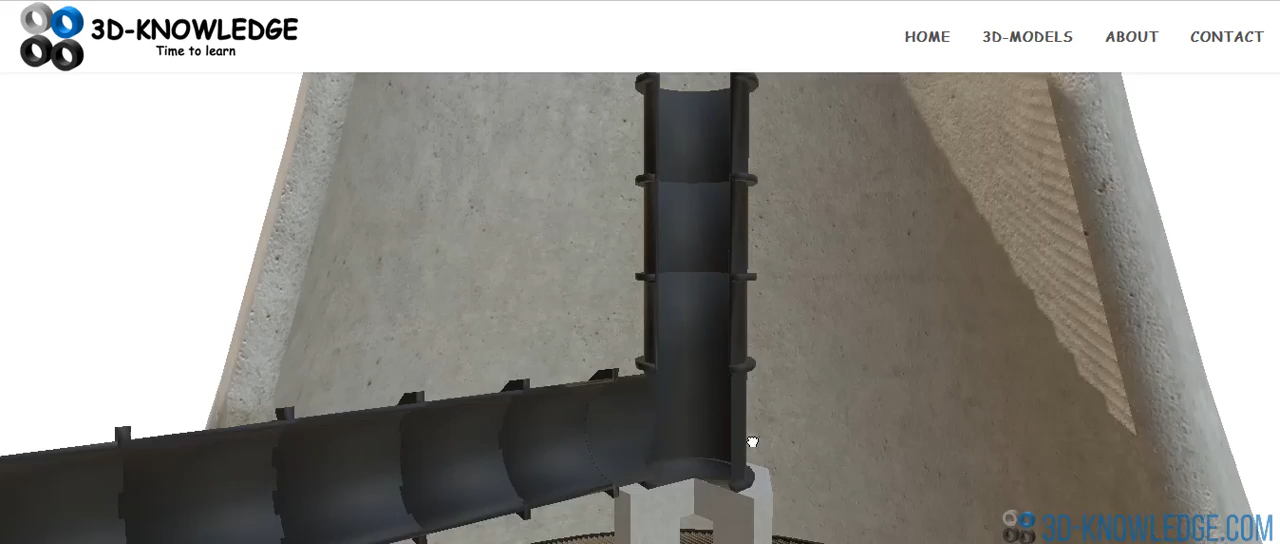 3D-KNOWLEDGE
Time to learn
HOME
3D-MODELS
ABOUT
CONTACT
3D-KNOWLEDGE.COM